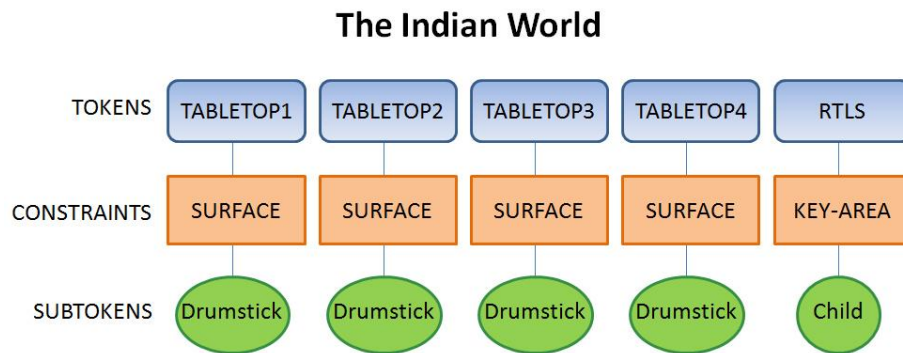 The Indian World
TOKENS TABLETOP1 TABLETOP2 TABLETOP3 TABLETOP4 RTLS
CONSTRAINTS SURFACE SURFACE SURFACE SURFACE KEY-AREA
SUBTOKENS Drumstick Drumstick Drumstick Drumstick Child